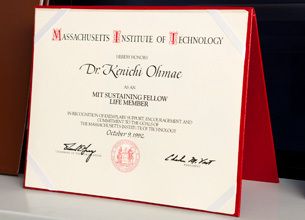 MASSACHUSETTS INSTITUTE OF TECHNOLOGY
HEREBY HONORS
Dr. Kenichi Ohmae
AS AN
MIT SUSTAINING FELLOW
LIFE MEMBER
IN RECOGNITION OF EXEMPLARY SUPPORT, ENCOURAGEMENT AND
COMMITMENT TO THE GOALS OF
THE MASSACHUSETTS INSTITUTE OF TECHNOLOGY
October 9, 1992